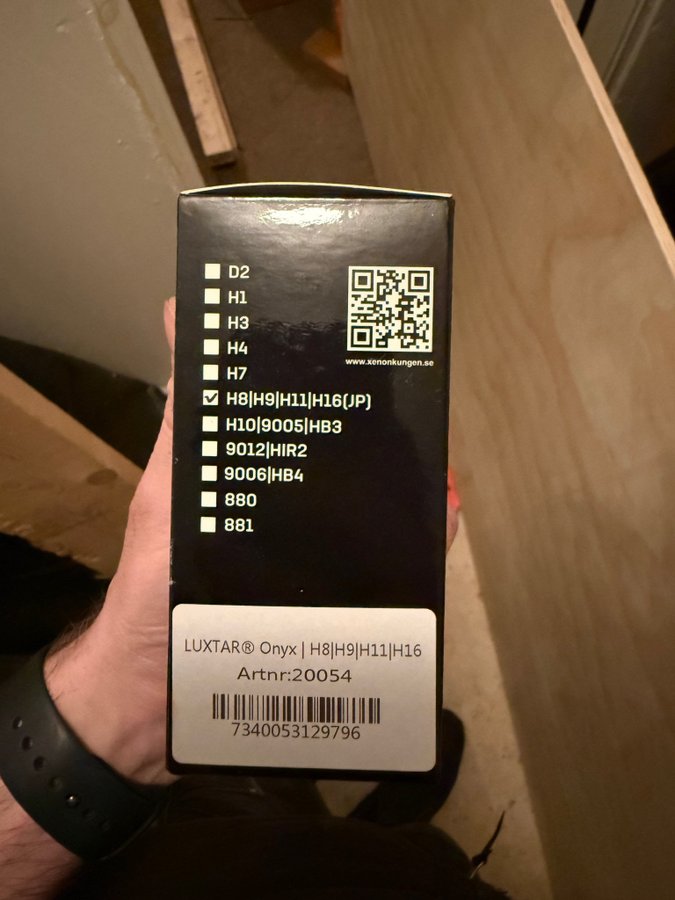 D2
H1
H3
H4
H7
H8|H9|H11|H16(JP)
H10|9005|HB3
9012|HIR2
9006|HB4
880
881
www.xenonkungen.se
LUXTAR® Onyx | H8|H9|H11|H16
Artnr:20054
7340053129796